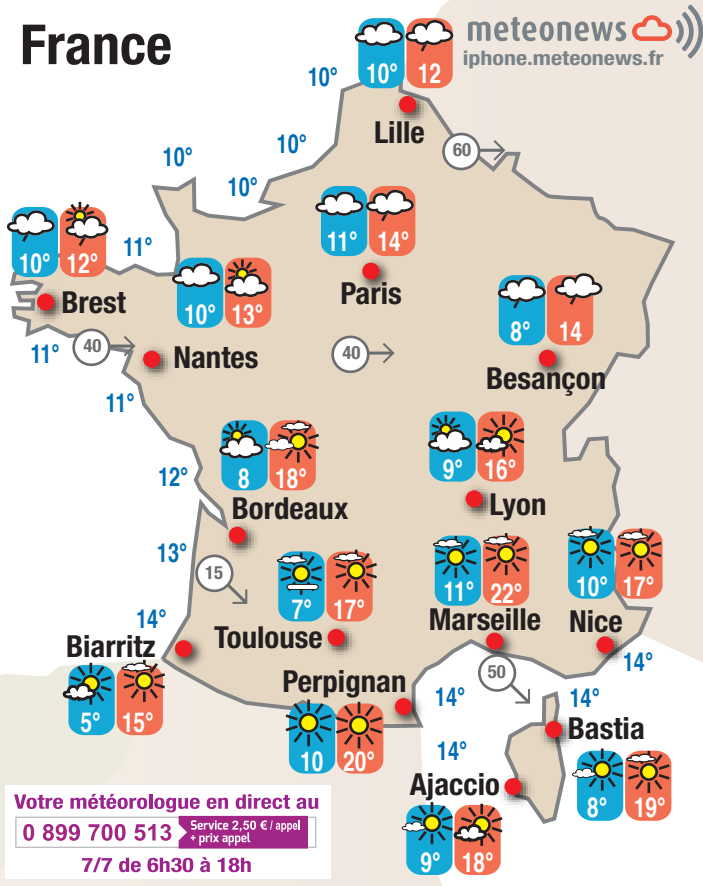 France
meteonews
iphone.meteonews.fr
10° 12
10°
Lille
10°
60
10°
10°
11° 14°
Paris
10° 12°
11°
Brest
10° 13°
8° 14
11°
40
Nantes
40
Besançon
11°
8 18°
9° 16°
12°
Bordeaux
Lyon
13°
15
7° 17°
11° 22°
10° 17°
14°
Biarritz
Toulouse
Marseille
Nice
14°
5° 15°
Perpignan
50
14°
14°
10 20°
Bastia
14°
Ajaccio
8° 19°
9° 18°
Votre météorologue en direct au
0 899 700 513
Service 2,50 € / appel
+ prix appel
7/7 de 6h30 à 18h